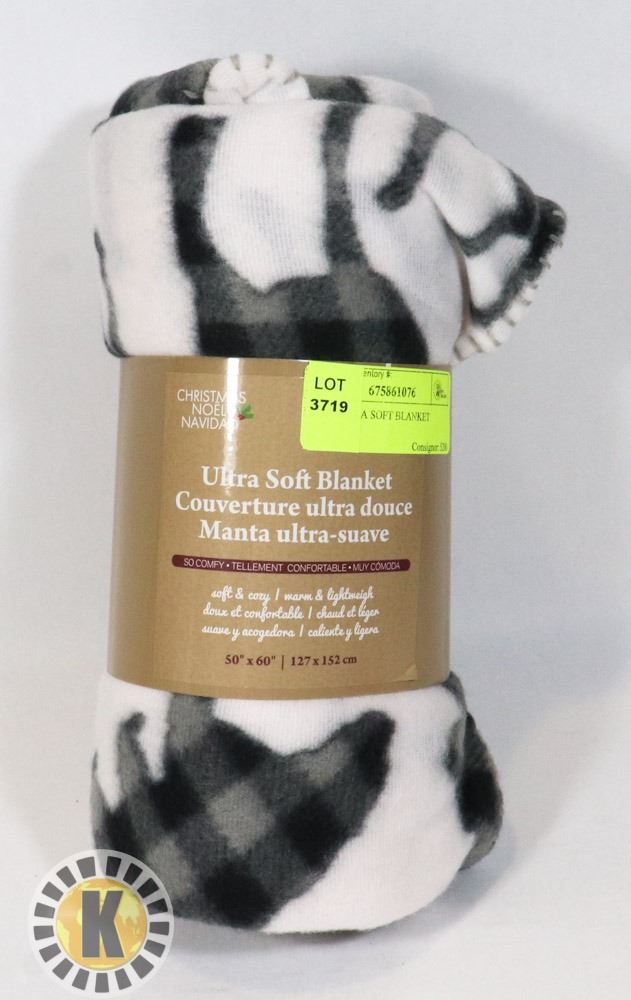 entory #:
LOT
3719
675861076
A SOFT BLANKET
Consigner:
CHRISTMAS
NOËL
NAVIDAD
Ultra Soft Blanket
Couverture ultra douce
Manta ultra-suave
SO COMFY • TELLEMENT CONFORTABLE • MUY CÓMODA
soft & cozy | warm & lightweigh
doux et confortable | chaud et léger
suave y acogedora | caliente y ligera
50" x 60" | 127 x 152 cm
K